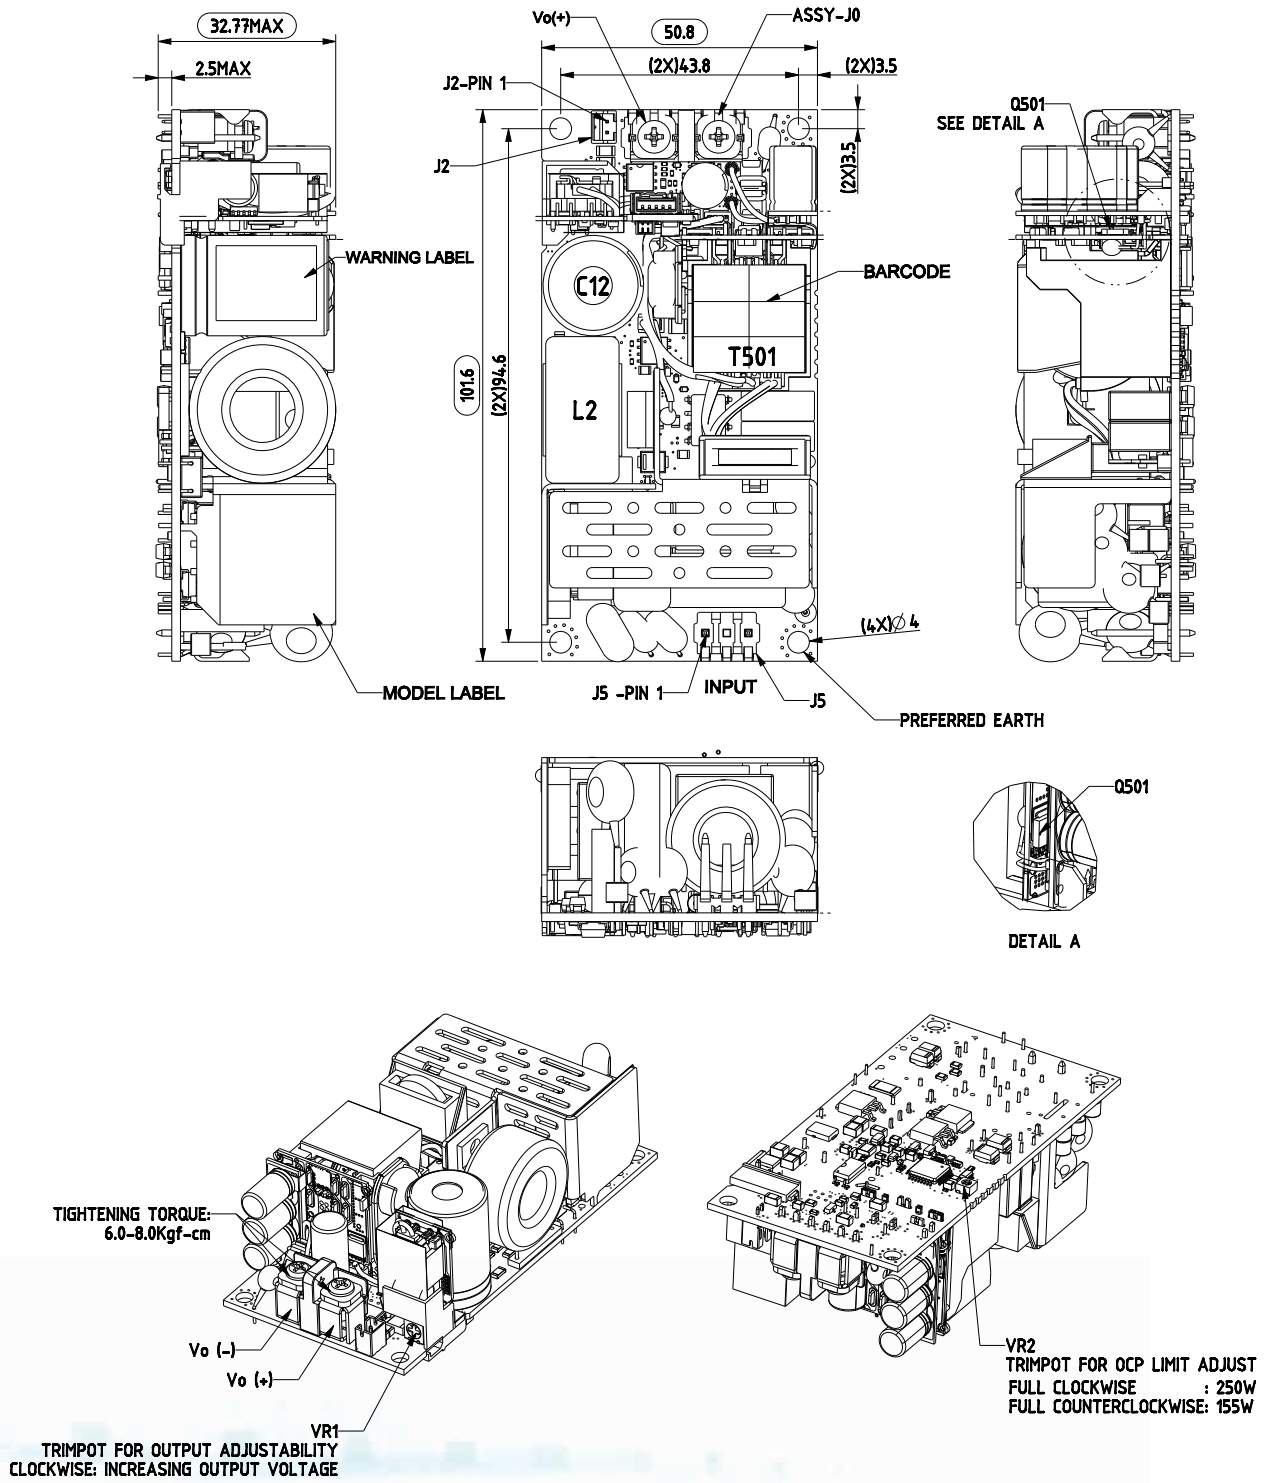 32.77MAX
2.5MAX
Vo(+)
ASSY-J0
50.8
(2X)43.8
(2X)3.5
J2-PIN 1
J2
(2X)3.5
Q501
SEE DETAIL A
WARNING LABEL
C12
BARCODE
T501
101.6
(2X)94.6
L2
(4X)Ø 4
MODEL LABEL
J5 -PIN 1
INPUT
J5
PREFERRED EARTH
Q501
DETAIL A
TIGHTENING TORQUE:
6.0-8.0Kgf-cm
Vo (-)
Vo (+)
VR1
TRIMPOT FOR OUTPUT ADJUSTABILITY
CLOCKWISE: INCREASING OUTPUT VOLTAGE
VR2
TRIMPOT FOR OCP LIMIT ADJUST
FULL CLOCKWISE : 250W
FULL COUNTERCLOCKWISE: 155W